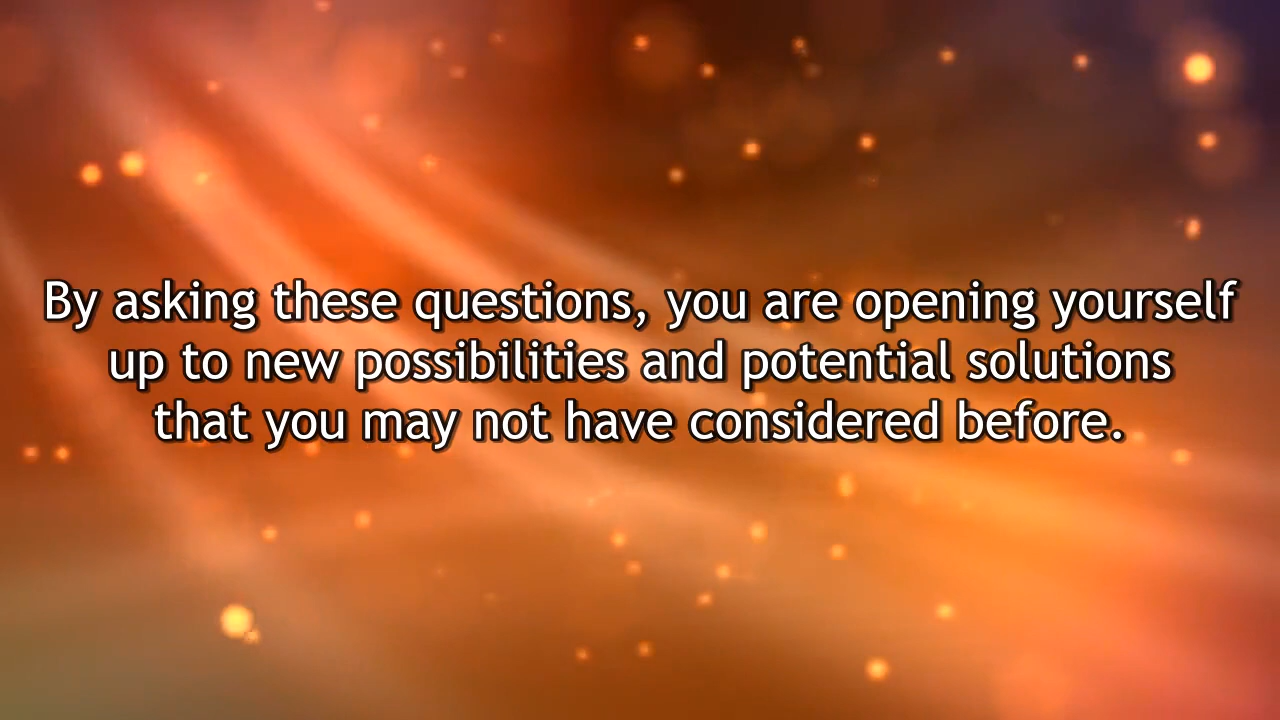 By asking these questions, you are opening yourself
up to new possibilities and potential solutions
that you may not have considered before.